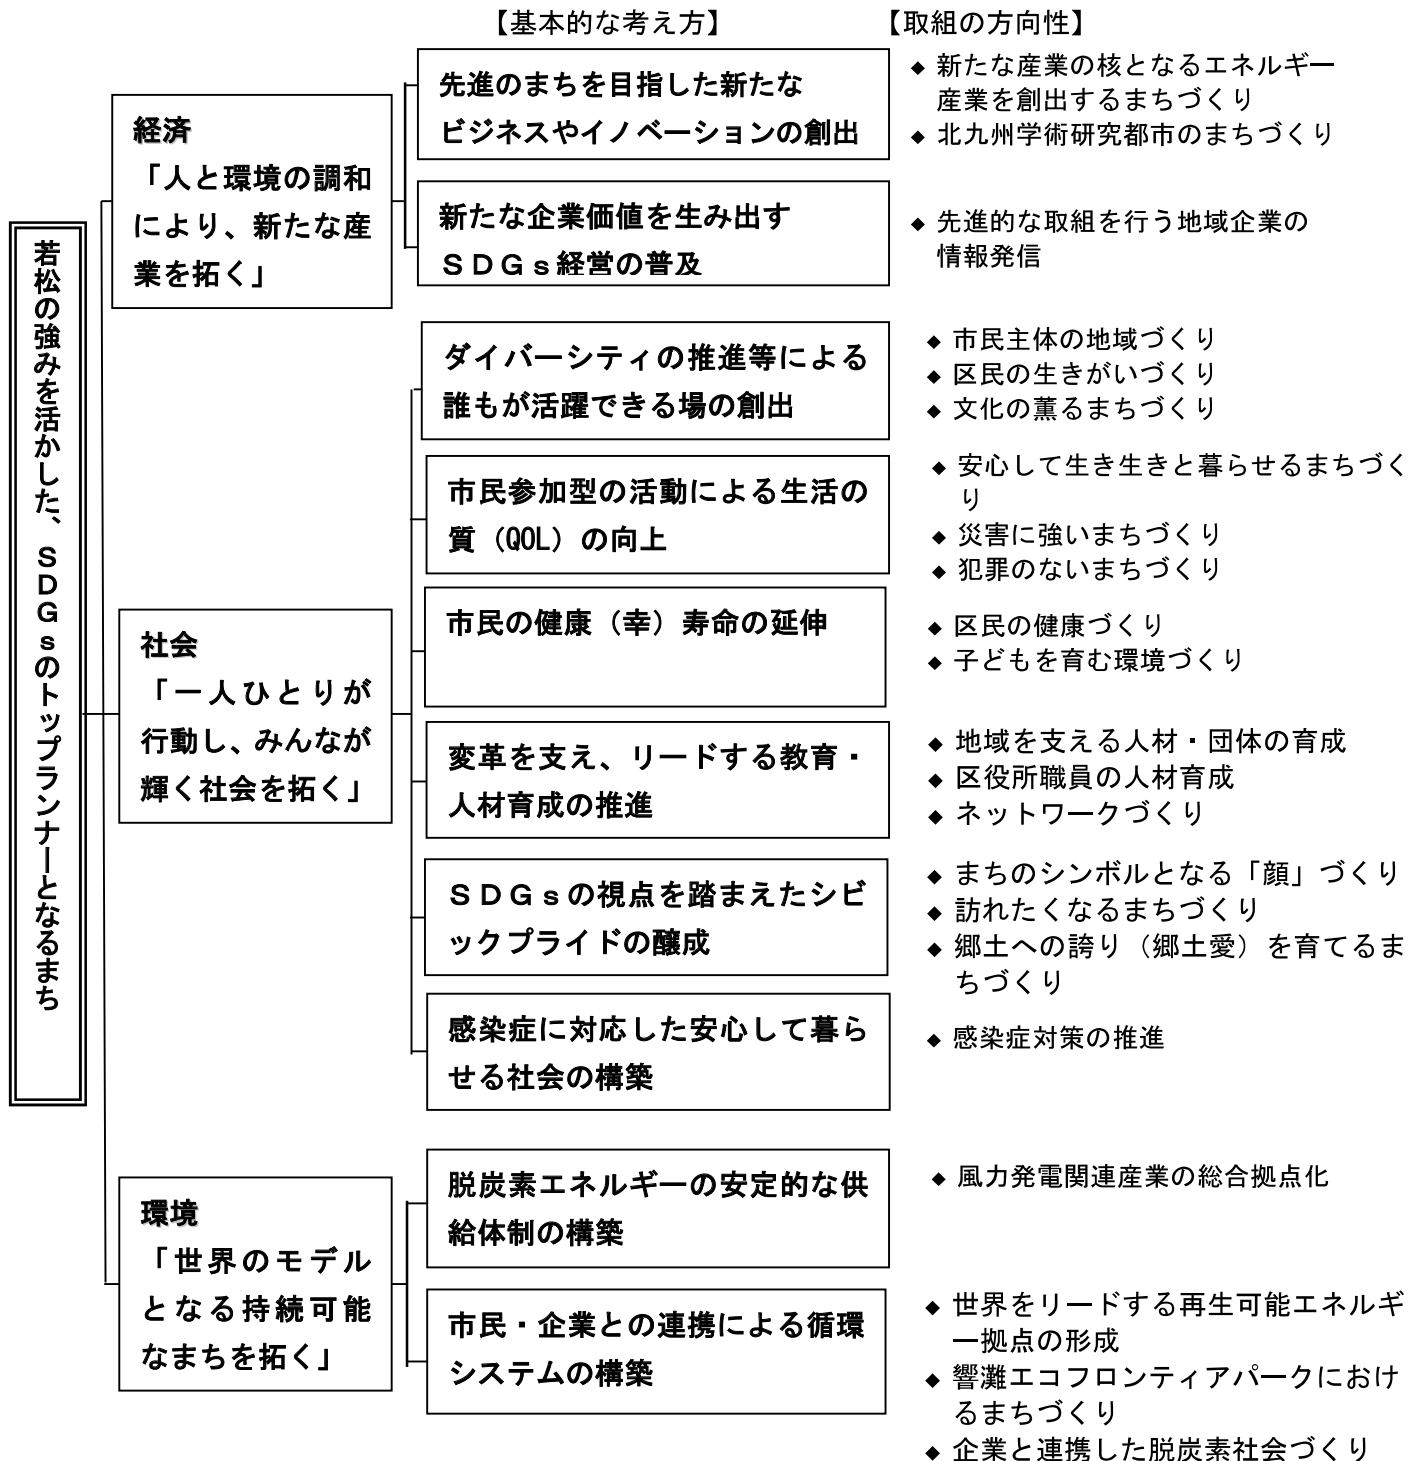 【基本的な考え方】
【取組の方向性】
若松の強みを活かした、ＳＤＧｓのトップランナーとなるまち
経済
「人と環境の調和
により、新たな産
業を拓く」
先進のまちを目指した新たな
ビジネスやイノベーションの創出
◆ 新たな産業の核となるエネルギー
産業を創出するまちづくり
◆ 北九州学術研究都市のまちづくり
新たな企業価値を生み出す
ＳＤＧｓ経営の普及
◆ 先進的な取組を行う地域企業の
情報発信
社会
「一人ひとりが
行動し、みんなが
輝く社会を拓く」
ダイバーシティの推進等による
誰もが活躍できる場の創出
◆ 市民主体の地域づくり
◆ 区民の生きがいづくり
◆ 文化の薫るまちづくり
市民参加型の活動による生活の
質（QOL）の向上
◆ 安心して生き生きと暮らせるまちづく
り
◆ 災害に強いまちづくり
◆ 犯罪のないまちづくり
市民の健康（幸）寿命の延伸
◆ 区民の健康づくり
◆ 子どもを育む環境づくり
変革を支え、リードする教育・
人材育成の推進
◆ 地域を支える人材・団体の育成
◆ 区役所職員の人材育成
◆ ネットワークづくり
ＳＤＧｓの視点を踏まえたシビ
ックプライドの醸成
◆ まちのシンボルとなる「顔」づくり
◆ 訪れたくなるまちづくり
◆ 郷土への誇り（郷土愛）を育てるま
ちづくり
感染症に対応した安心して暮ら
せる社会の構築
◆ 感染症対策の推進
環境
「世界のモデル
となる持続可能
なまちを拓く」
脱炭素エネルギーの安定的な供
給体制の構築
◆ 風力発電関連産業の総合拠点化
市民・企業との連携による循環
システムの構築
◆ 世界をリードする再生可能エネルギ
ー拠点の形成
◆ 響灘エコフロンティアパークにおけ
るまちづくり
◆ 企業と連携した脱炭素社会づくり